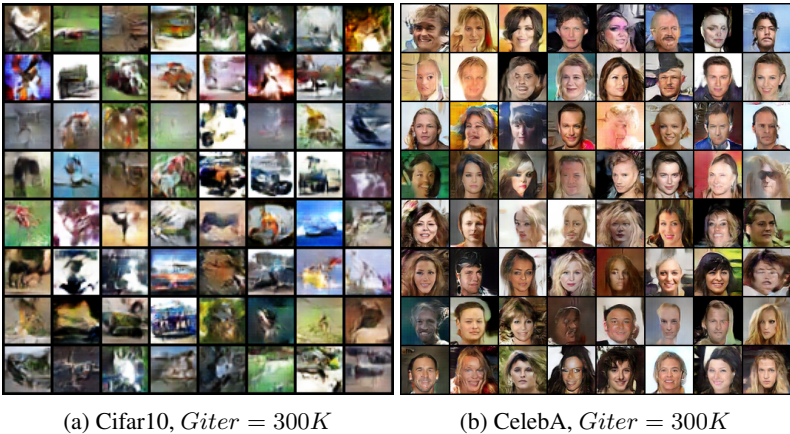 (a) Cifar10, Giter = 300K
(b) CelebA, Giter = 300K